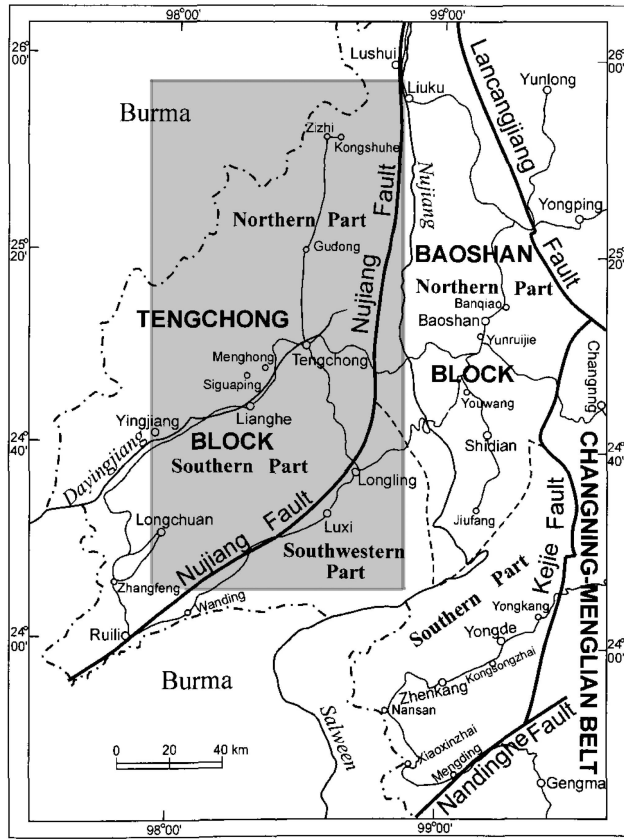 98°00'
99°00'
26°
00'
26°
00'
Lushui
Liuku
Yunlong
Lancangjiang
Burma
Zizhi
Kongshuhe
Nujiang
Fault
Yongping
Northern Part
25°
20'
25°
20'
Gudong
BAOSHAN
Fault
Nujiang
Northern Part
Banqiao
TENGCHONG
Baoshan
Yunruijie
Menghong
Tengchong
Siguaping
BLOCK
Changning
Youwang
Lianghe
Yingjiang
24°
40'
24°
40'
BLOCK
Southern Part
Shidian
Dayingjiang
Longling
CHANGNING-MENGLIAN BELT
Longchuan
Jiufang
Luxi
Nujiang Fault
Southwestern
Part
Kejie Fault
Zhangfeng
Wanding
Southern Part
Yongkang
24°
00'
24°
00'
Ruili
Yongde
Kongsongzhai
Burma
Zhenkang
Nansan
Salween
Xiaoxinzhai
Mengding
Nandinghe Fault
Gengma
0 20 40 km
98°00'
99°00'